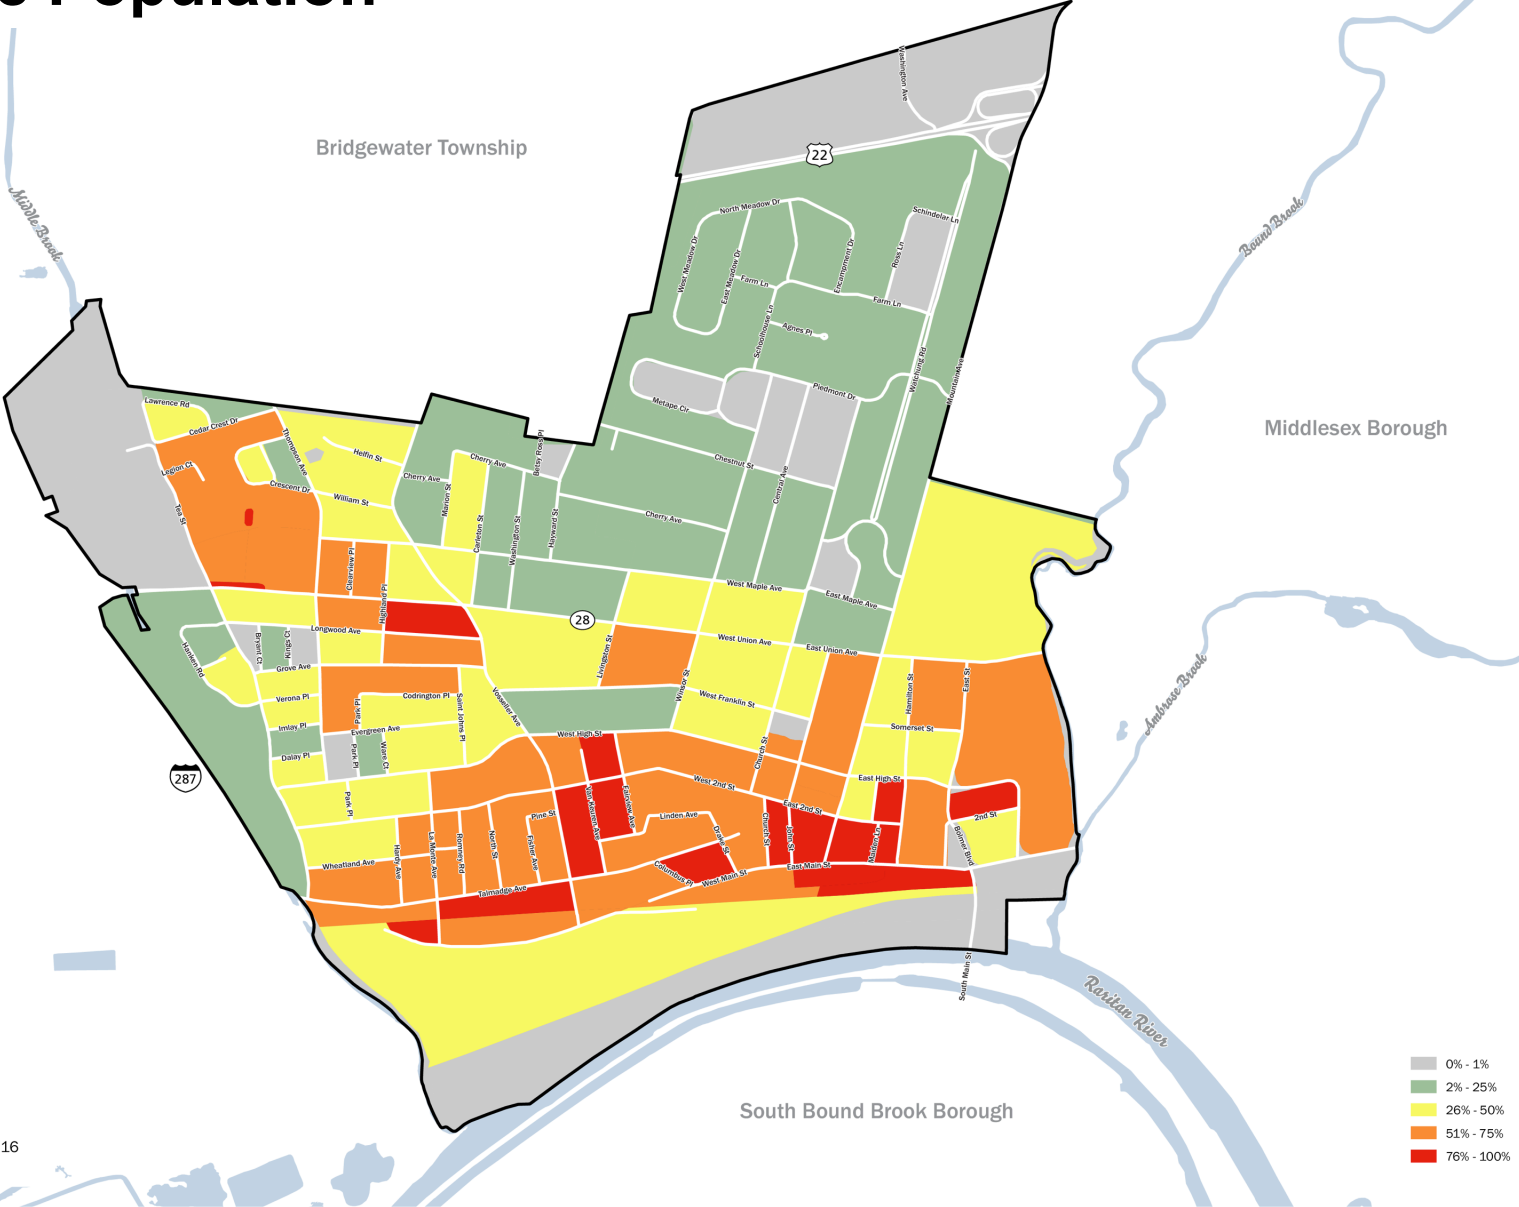 Population
Washington Ave
Bridgewater Township
22
Middle Brook
Bound Brook
North Meadow Dr
Schindelar Ln
West Meadow Dr
East Meadow Dr
Encampment Dr
Ross Ln
Farm Ln
Farm Ln
Schoolhouse Ln
Agnes Pl
Watchung Rd
Mountain Ave
Piedmont Dr
Metape Cir
Lawrence Rd
Cedar Crest Dr
Thompson Ave
Middlesex Borough
Helfin St
Cherry Ave
Cherry Ave
Betsy Ross Pl
Chestnut St
Central Ave
Legion Ct
Crescent Dr
William St
Marion St
Tea St
Carleton St
Washington St
Hayward St
Cherry Ave
Clearview Pl
Highland Pl
West Maple Ave
East Maple Ave
28
Longwood Ave
West Union Ave
East Union Ave
Bryant Ct
Kings Ct
Hanken Rd
Grove Ave
Livingston St
Winsor St
Hamilton St
East St
Ambrose Brook
Verona Pl
Codrington Pl
Park Pl
Saint Johns Pl
Vosseller Ave
West Franklin St
Imlay Pl
Evergreen Ave
West High St
Somerset St
Dalay Pl
Park Pl
Ware Ct
Church St
287
West 2nd St
East High St
Park Pl
Van Keuren Ave
Fairview Ave
East 2nd St
Pine St
Linden Ave
2nd St
Hardy Ave
La Monte Ave
Romney Rd
North St
Fisher Ave
Drake St
Church St
John St
Maiden Ln
Bolmer Blvd
Wheatland Ave
Columbus Pl
West Main St
East Main St
Talmadge Ave
South Main St
Raritan River
0% - 1%
2% - 25%
South Bound Brook Borough
26% - 50%
51% - 75%
16
76% - 100%